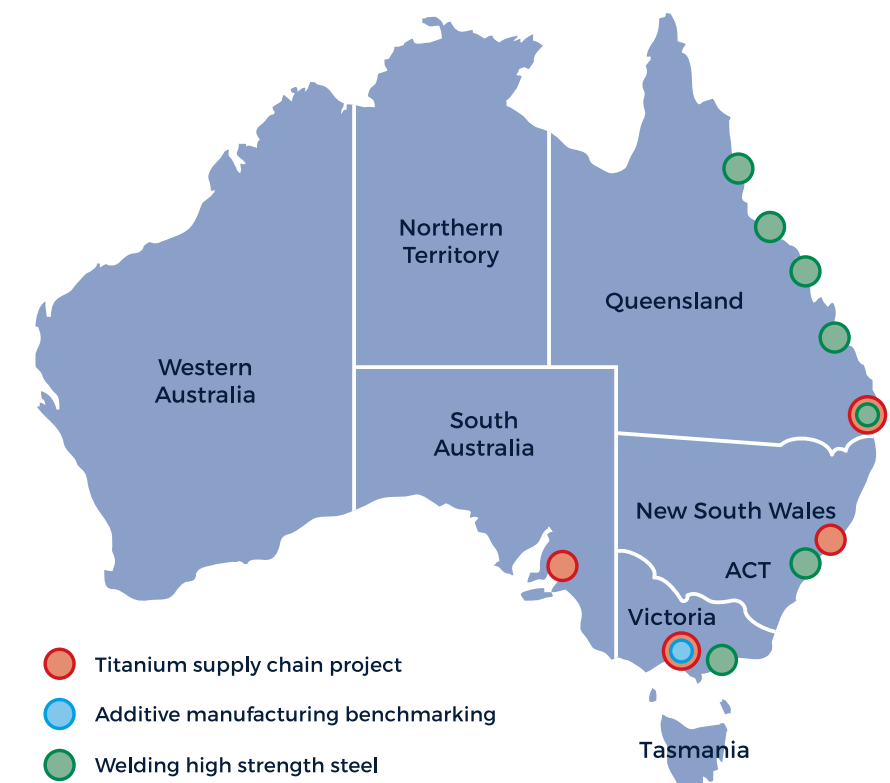 Northern
Territory
Queensland
Western
Australia
South
Australia
New South Wales
ACT
Victoria
Titanium supply chain project
Additive manufacturing benchmarking
Tasmania
Welding high strength steel